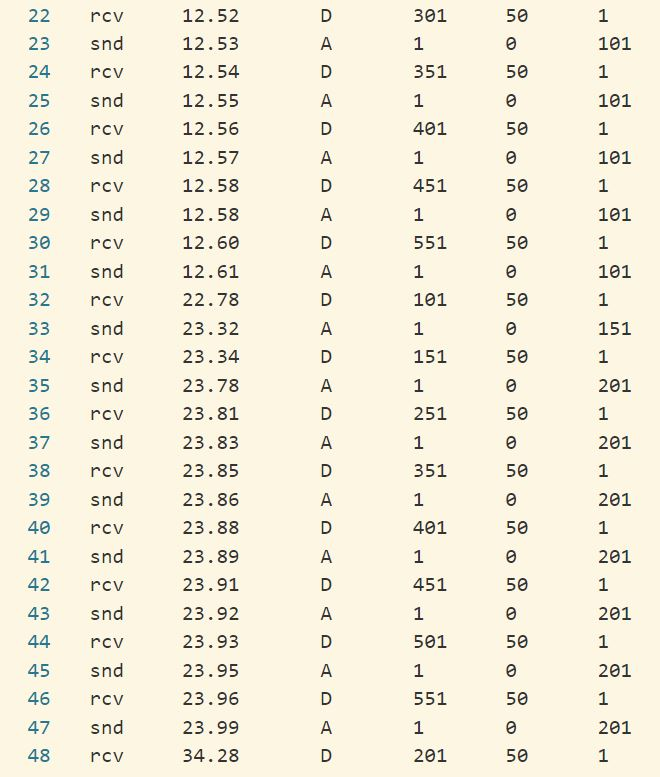 22 rcv 12.52 D 301 50 1
23 snd 12.53 A 1 0 101
24 rcv 12.54 D 351 50 1
25 snd 12.55 A 1 0 101
26 rcv 12.56 D 401 50 1
27 snd 12.57 A 1 0 101
28 rcv 12.58 D 451 50 1
29 snd 12.58 A 1 0 101
30 rcv 12.60 D 551 50 1
31 snd 12.61 A 1 0 101
32 rcv 22.78 D 101 50 1
33 snd 23.32 A 1 0 151
34 rcv 23.34 D 151 50 1
35 snd 23.78 A 1 0 201
36 rcv 23.81 D 251 50 1
37 snd 23.83 A 1 0 201
38 rcv 23.85 D 351 50 1
39 snd 23.86 A 1 0 201
40 rcv 23.88 D 401 50 1
41 snd 23.89 A 1 0 201
42 rcv 23.91 D 451 50 1
43 snd 23.92 A 1 0 201
44 rcv 23.93 D 501 50 1
45 snd 23.95 A 1 0 201
46 rcv 23.96 D 551 50 1
47 snd 23.99 A 1 0 201
48 rcv 34.28 D 201 50 1